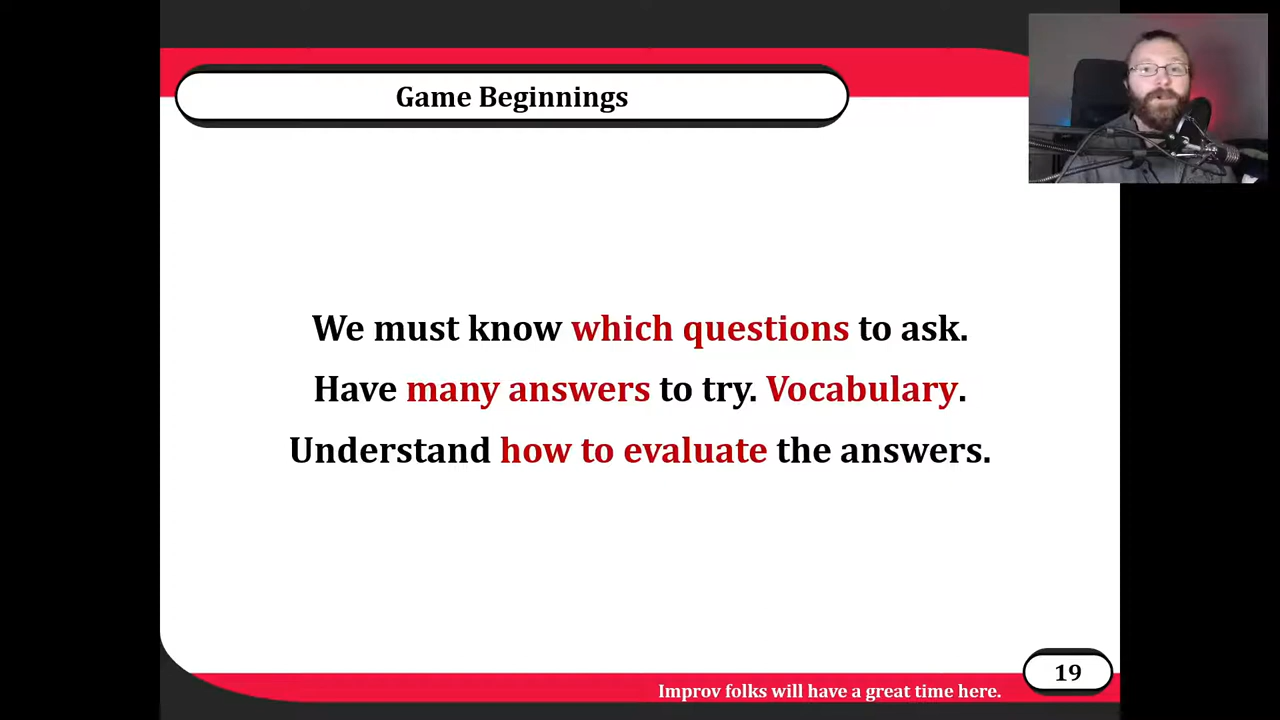 Game Beginnings
We must know which questions to ask.
Have many answers to try. Vocabulary.
Understand how to evaluate the answers.
19
Improv folks will have a great time here.